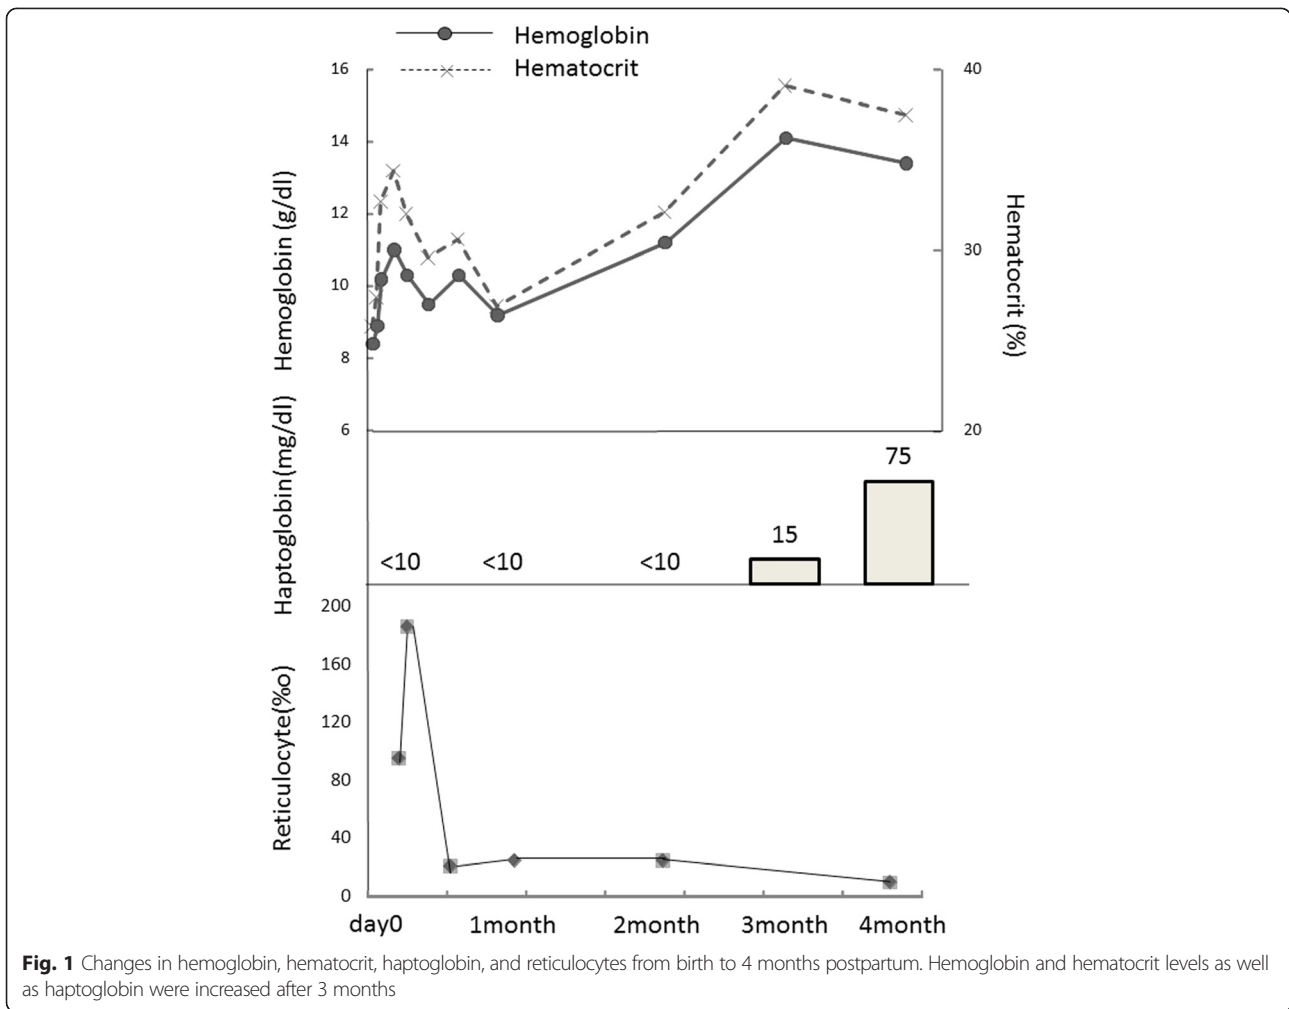 Hemoglobin
Hematocrit
16
14
12
10
8
6
Hemoglobin (g/dl)
40
30
20
Hematocrit (%)
Haptoglobin(mg/dl)
<10
<10
<10
15
75
200
160
120
80
40
0
Reticulocyte(‰)
day0 1month 2month 3month 4month
Fig. 1 Changes in hemoglobin, hematocrit, haptoglobin, and reticulocytes from birth to 4 months postpartum. Hemoglobin and hematocrit levels as well
as haptoglobin were increased after 3 months